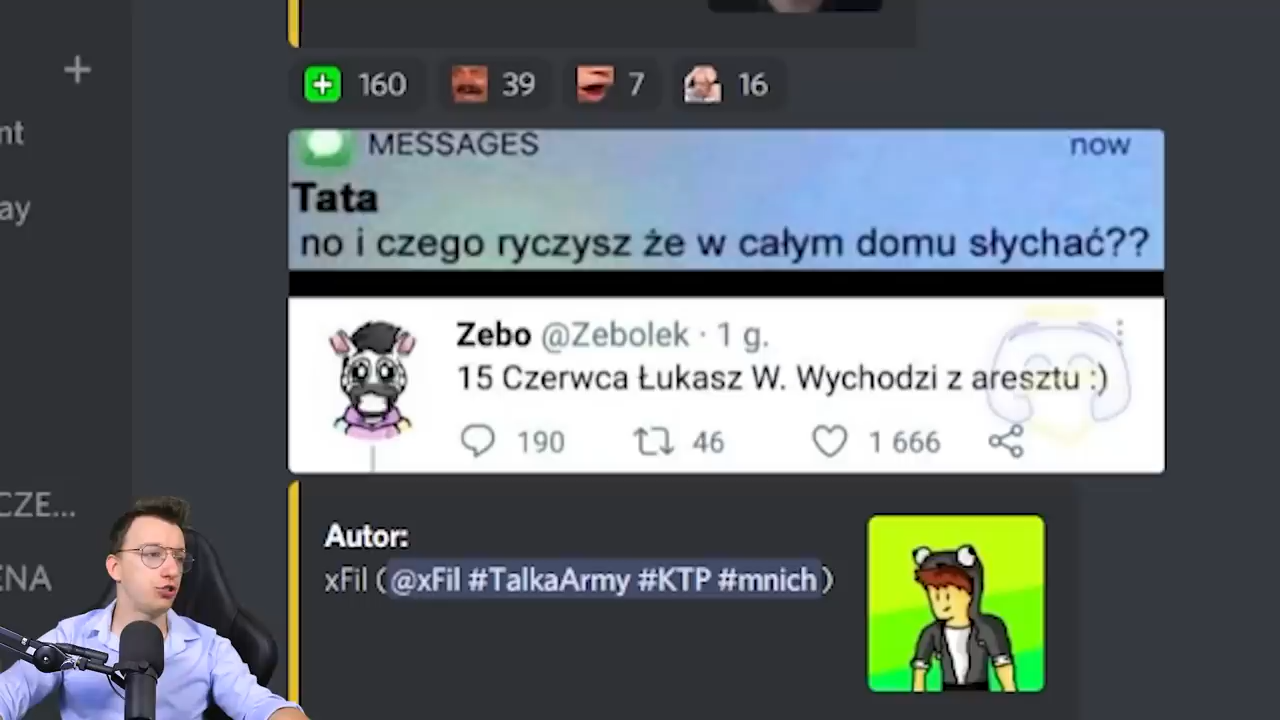 160 39 7 16
nt
MESSAGES now
ay
Tata
no i czego ryczysz że w całym domu słychać??
Zebo @Zebolek · 1 g.
15 Czerwca Łukasz W. Wychodzi z aresztu :)
190 46 1 666
CZE...
Autor:
ENA
xFil (@xFil #TalkaArmy #KTP #mnich)